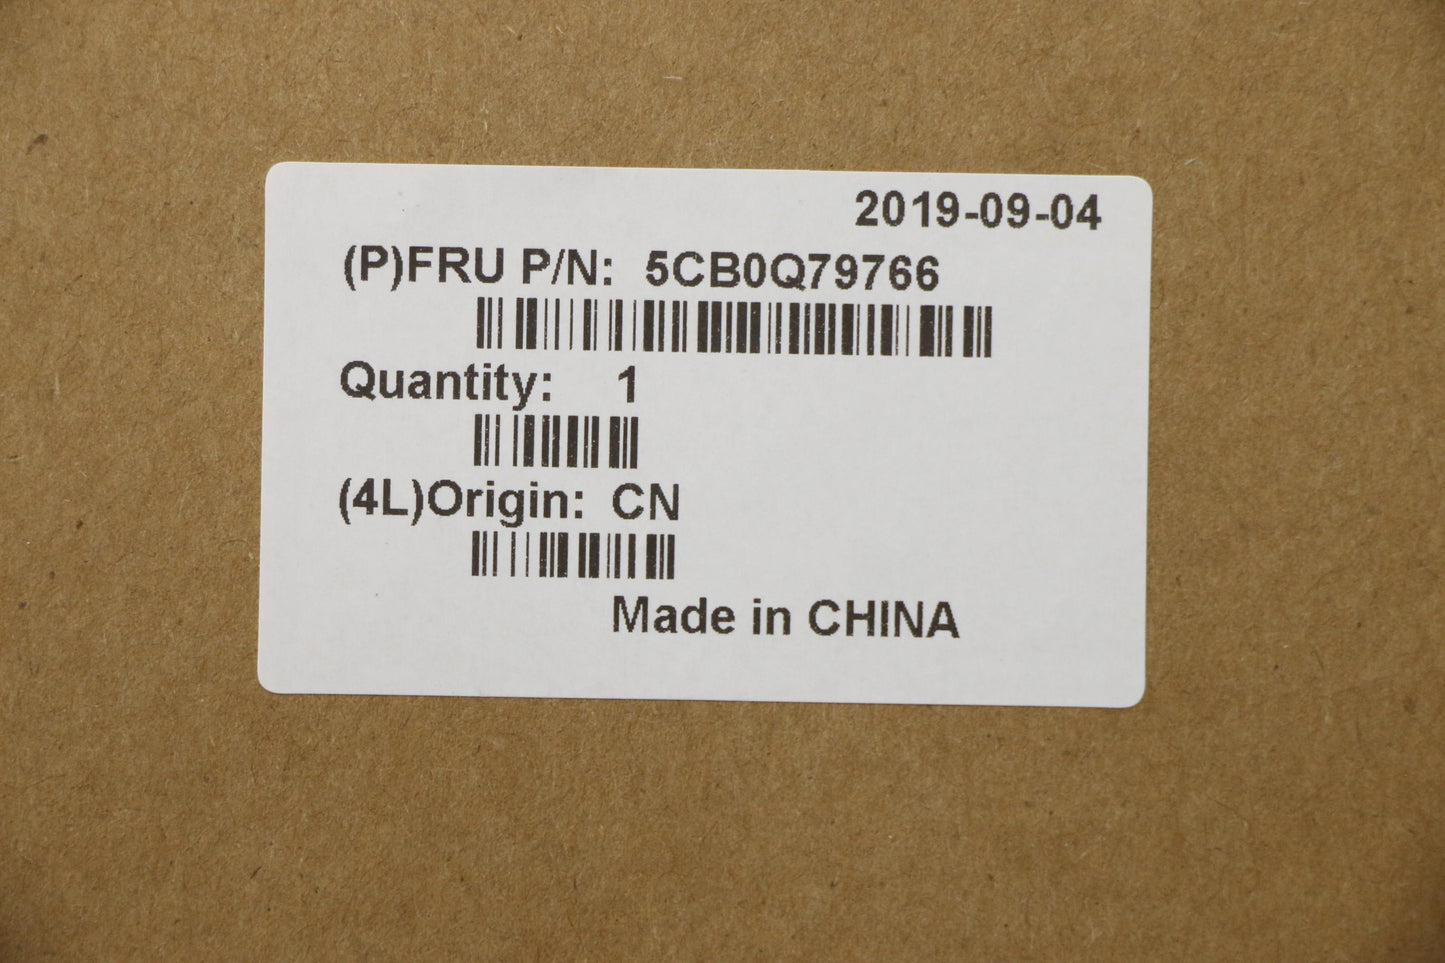 2019-09-04
(P)FRU P/N: 5CB0Q79766
Quantity: 1
(4L)Origin: CN
Made in CHINA